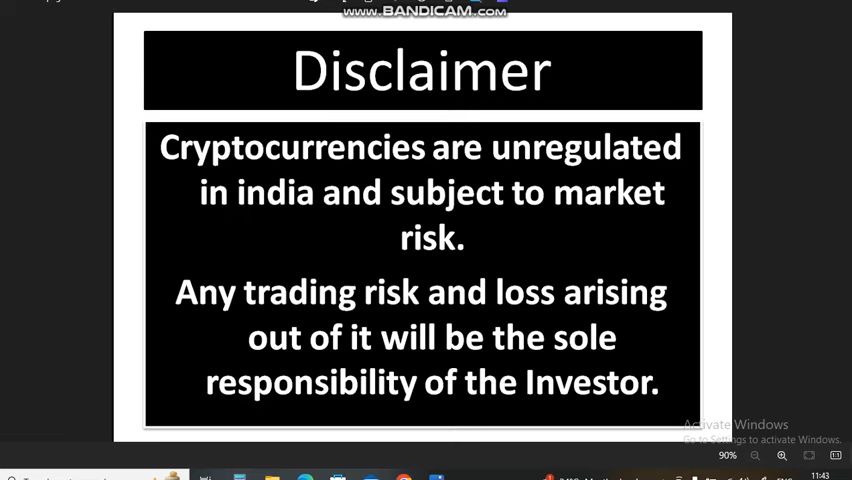 WWW.BANDICAM.COM
Disclaimer
Cryptocurrencies are unregulated
in india and subject to market
risk.
Any trading risk and loss arising
out of it will be the sole
responsibility of the Investor.
Activate Windows
Go to Settings to activate Windows.
90%
11:43